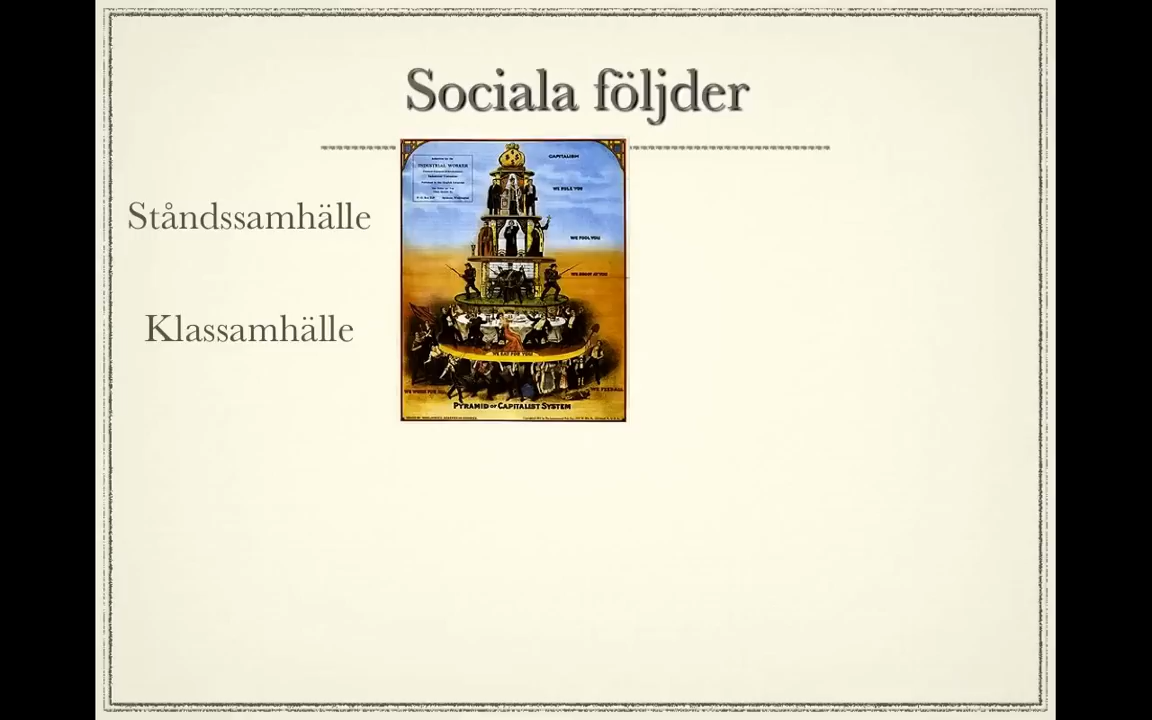 Sociala följder
Ståndssamhälle
Klassamhälle
INDUSTRIAL WORKER
CAPITALISM
WE RULE YOU
WE FOOL YOU
WE SHOOT AT YOU
WE EAT FOR YOU
WE WORK FOR ALL
WE FEED ALL
PYRAMID OF CAPITALIST SYSTEM